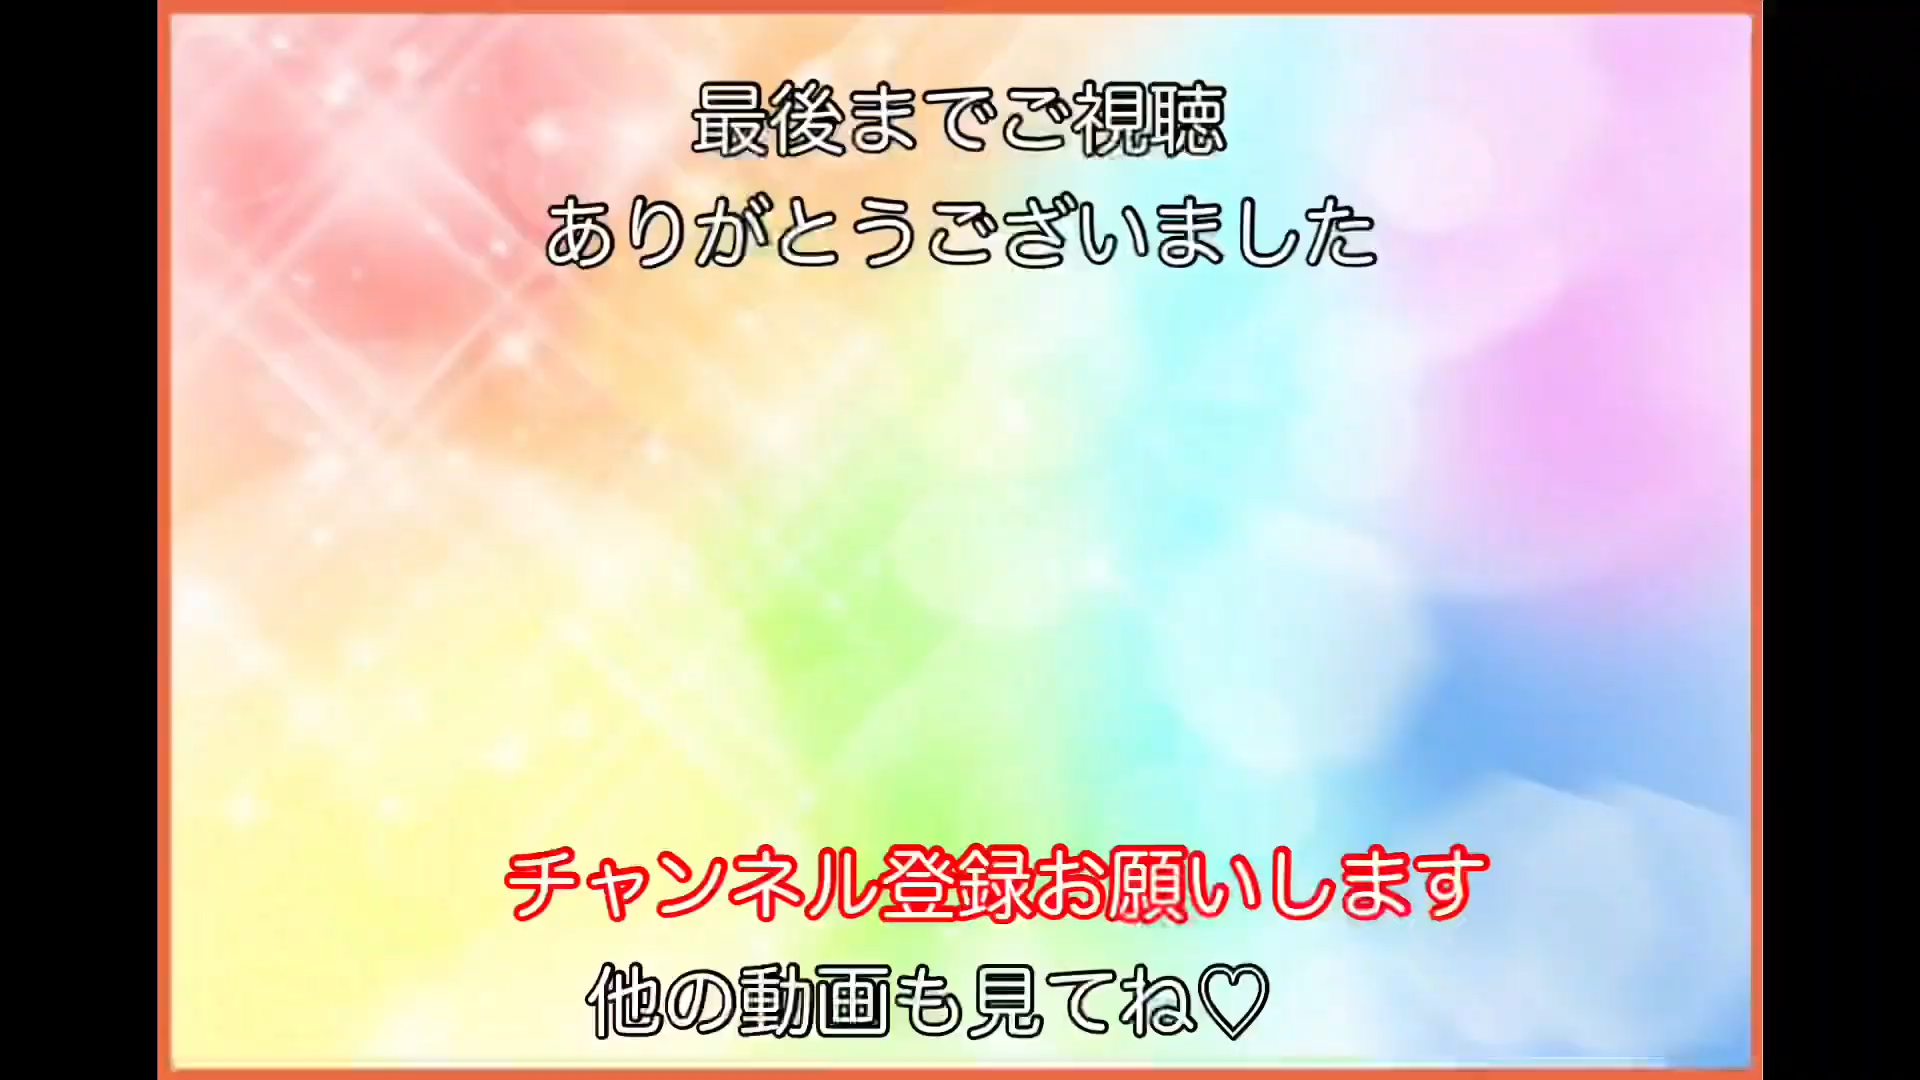 最後までご視聴
ありがとうございました
チャンネル登録お願いします
他の動画も見てね♡